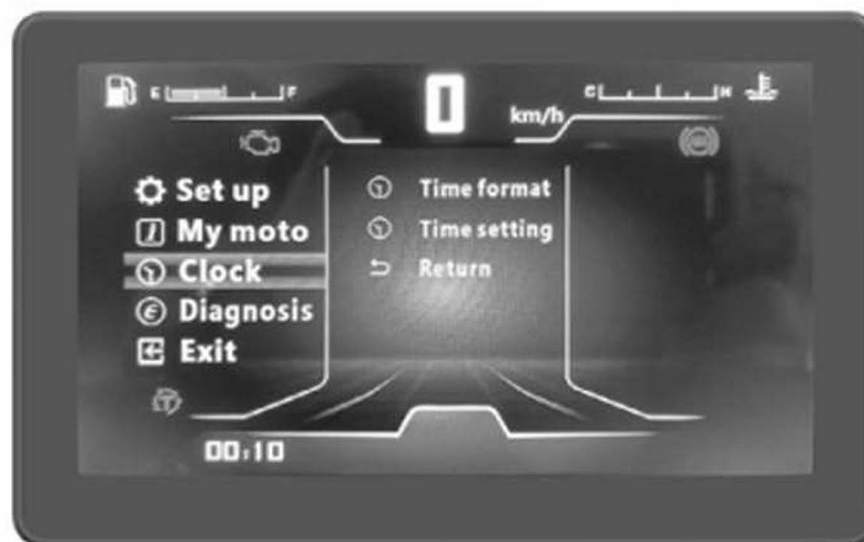 E F
0
km/h
C H
Set up
My moto
Clock
Diagnosis
Exit
Time format
Time setting
Return
00:10